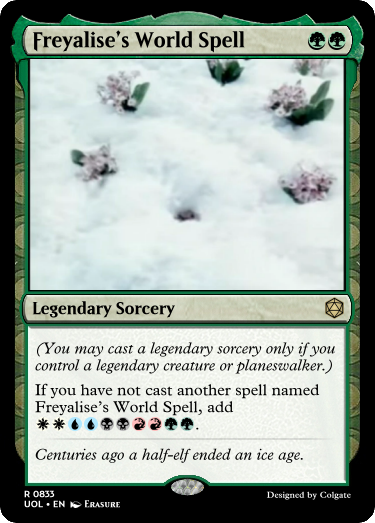 Freyalise's World Spell
Legendary Sorcery
(You may cast a legendary sorcery only if you
control a legendary creature or planeswalker.)
If you have not cast another spell named
Freyalise's World Spell, add
.
Centuries ago a half-elf ended an ice age.
R 0833
UOL • EN Erasure
Designed by Colgate